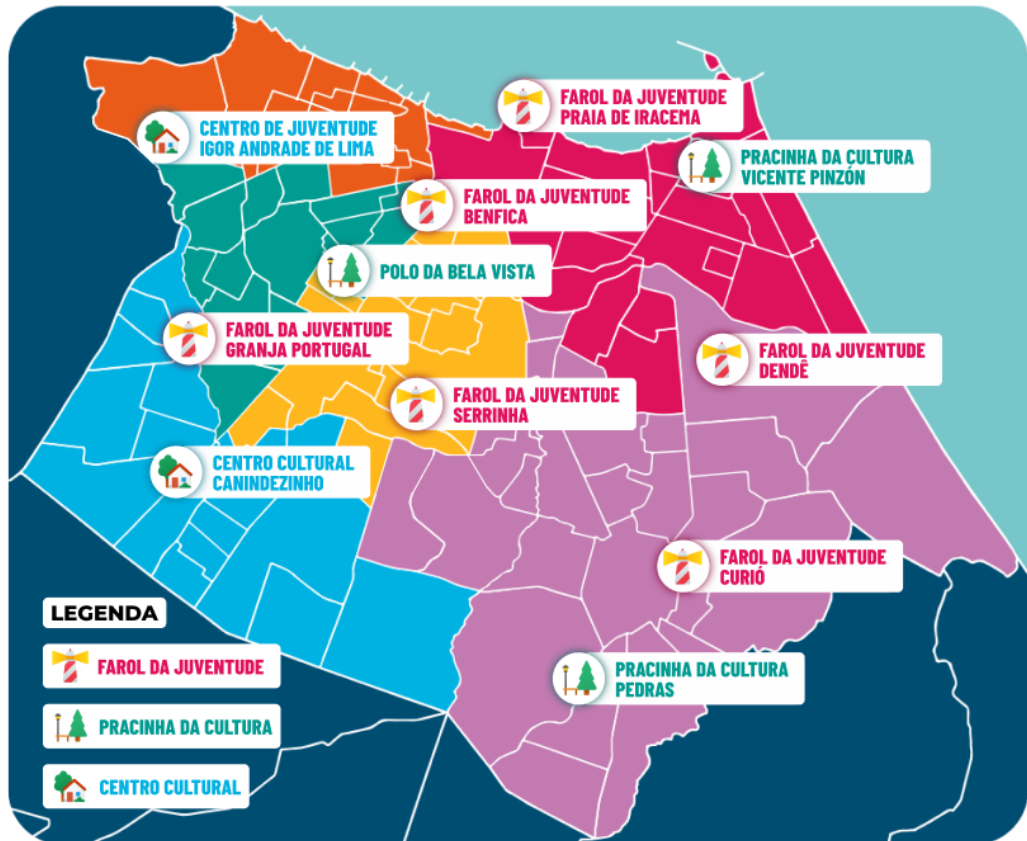 FAROL DA JUVENTUDE
PRAIA DE IRACEMA
CENTRO DE JUVENTUDE
IGOR ANDRADE DE LIMA
PRACINHA DA CULTURA
VICENTE PINZÓN
FAROL DA JUVENTUDE
BENFICA
POLO DA BELA VISTA
FAROL DA JUVENTUDE
GRANJA PORTUGAL
FAROL DA JUVENTUDE
DENDÊ
FAROL DA JUVENTUDE
SERRINHA
CENTRO CULTURAL
CANINDEZINHO
FAROL DA JUVENTUDE
CURIÓ
PRACINHA DA CULTURA
PEDRAS
LEGENDA
FAROL DA JUVENTUDE
PRACINHA DA CULTURA
CENTRO CULTURAL